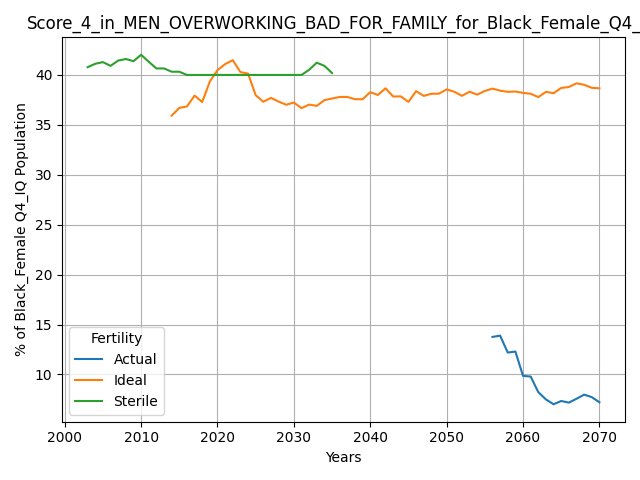 Score_4_in_MEN_OVERWORKING_BAD_FOR_FAMILY_for_Black_Female_Q4_
% of Black_Female Q4_IQ Population
40
35
30
25
20
15
10
Fertility
Actual
Ideal
Sterile
2000 2010 2020 2030 2040 2050 2060 2070
Years